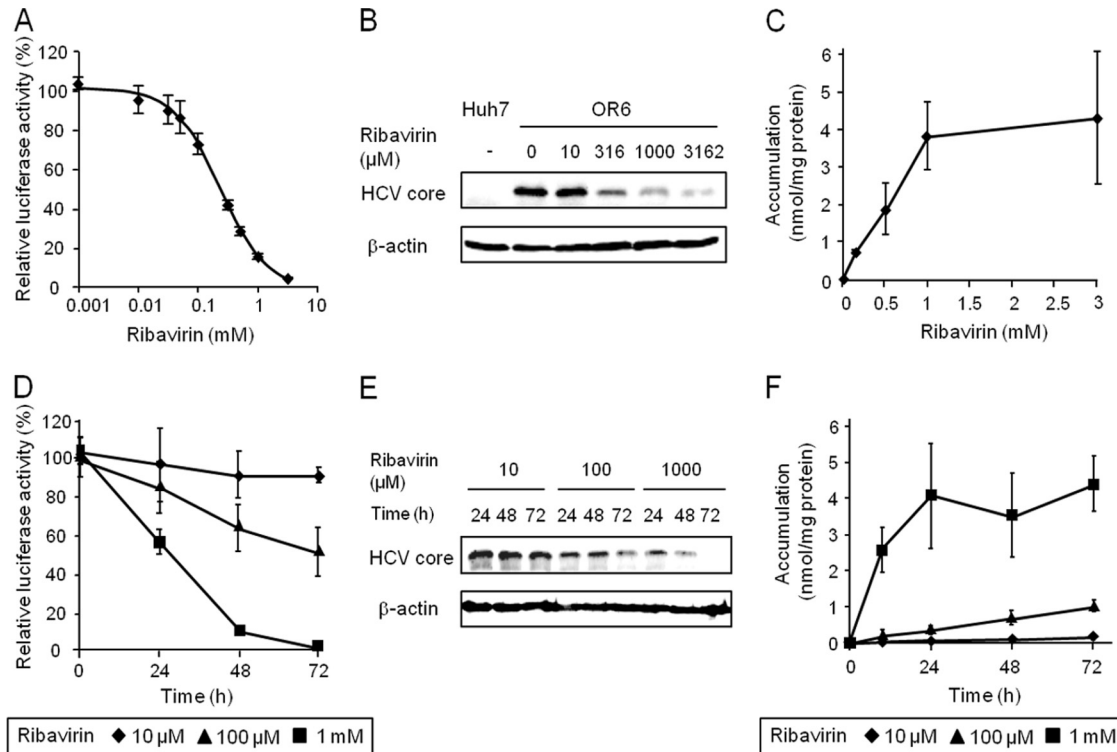 A
Relative luciferase activity (%)
120
100
80
60
40
20
0
0.001 0.01 0.1 1 10
Ribavirin (mM)
B
Huh7 OR6
Ribavirin
(μM) - 0 10 316 1000 3162
HCV core
β-actin
C
Accumulation
(nmol/mg protein)
6
5
4
3
2
1
0
0 0.5 1 1.5 2 2.5 3
Ribavirin (mM)
D
Relative luciferase activity (%)
120
100
80
60
40
20
0
0 24 48 72
Time (h)
Ribavirin 10 μM 100 μM 1 mM
E
Ribavirin
(μM) 10 100 1000
Time (h) 24 48 72 24 48 72 24 48 72
HCV core
β-actin
F
Accumulation
(nmol/mg protein)
6
5
4
3
2
1
0
0 24 48 72
Time (h)
Ribavirin 10 μM 100 μM 1 mM